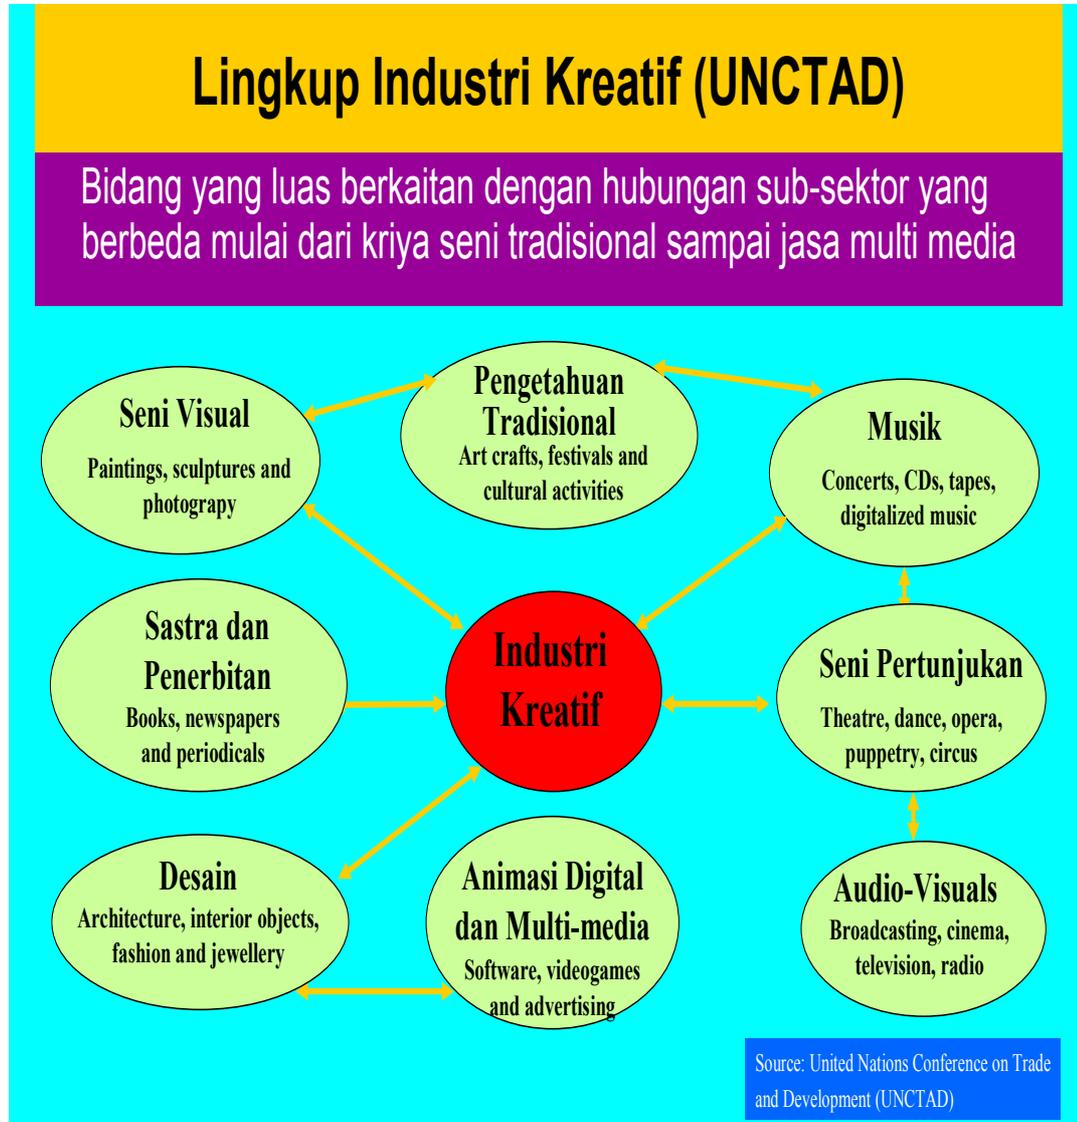 Lingkup Industri Kreatif (UNCTAD)
Bidang yang luas berkaitan dengan hubungan sub-sektor yang
berbeda mulai dari kriya seni tradisional sampai jasa multi media
Seni Visual
Paintings, sculptures and
photograpy
Pengetahuan
Tradisional
Art crafts, festivals and
cultural activities
Musik
Concerts, CDs, tapes,
digitalized music
Sastra dan
Penerbitan
Books, newspapers
and periodicals
Industri
Kreatif
Seni Pertunjukan
Theatre, dance, opera,
puppetry, circus
Desain
Architecture, interior objects,
fashion and jewellery
Animasi Digital
dan Multi-media
Software, videogames
and advertising
Audio-Visuals
Broadcasting, cinema,
television, radio
Source: United Nations Conference on Trade
and Development (UNCTAD)